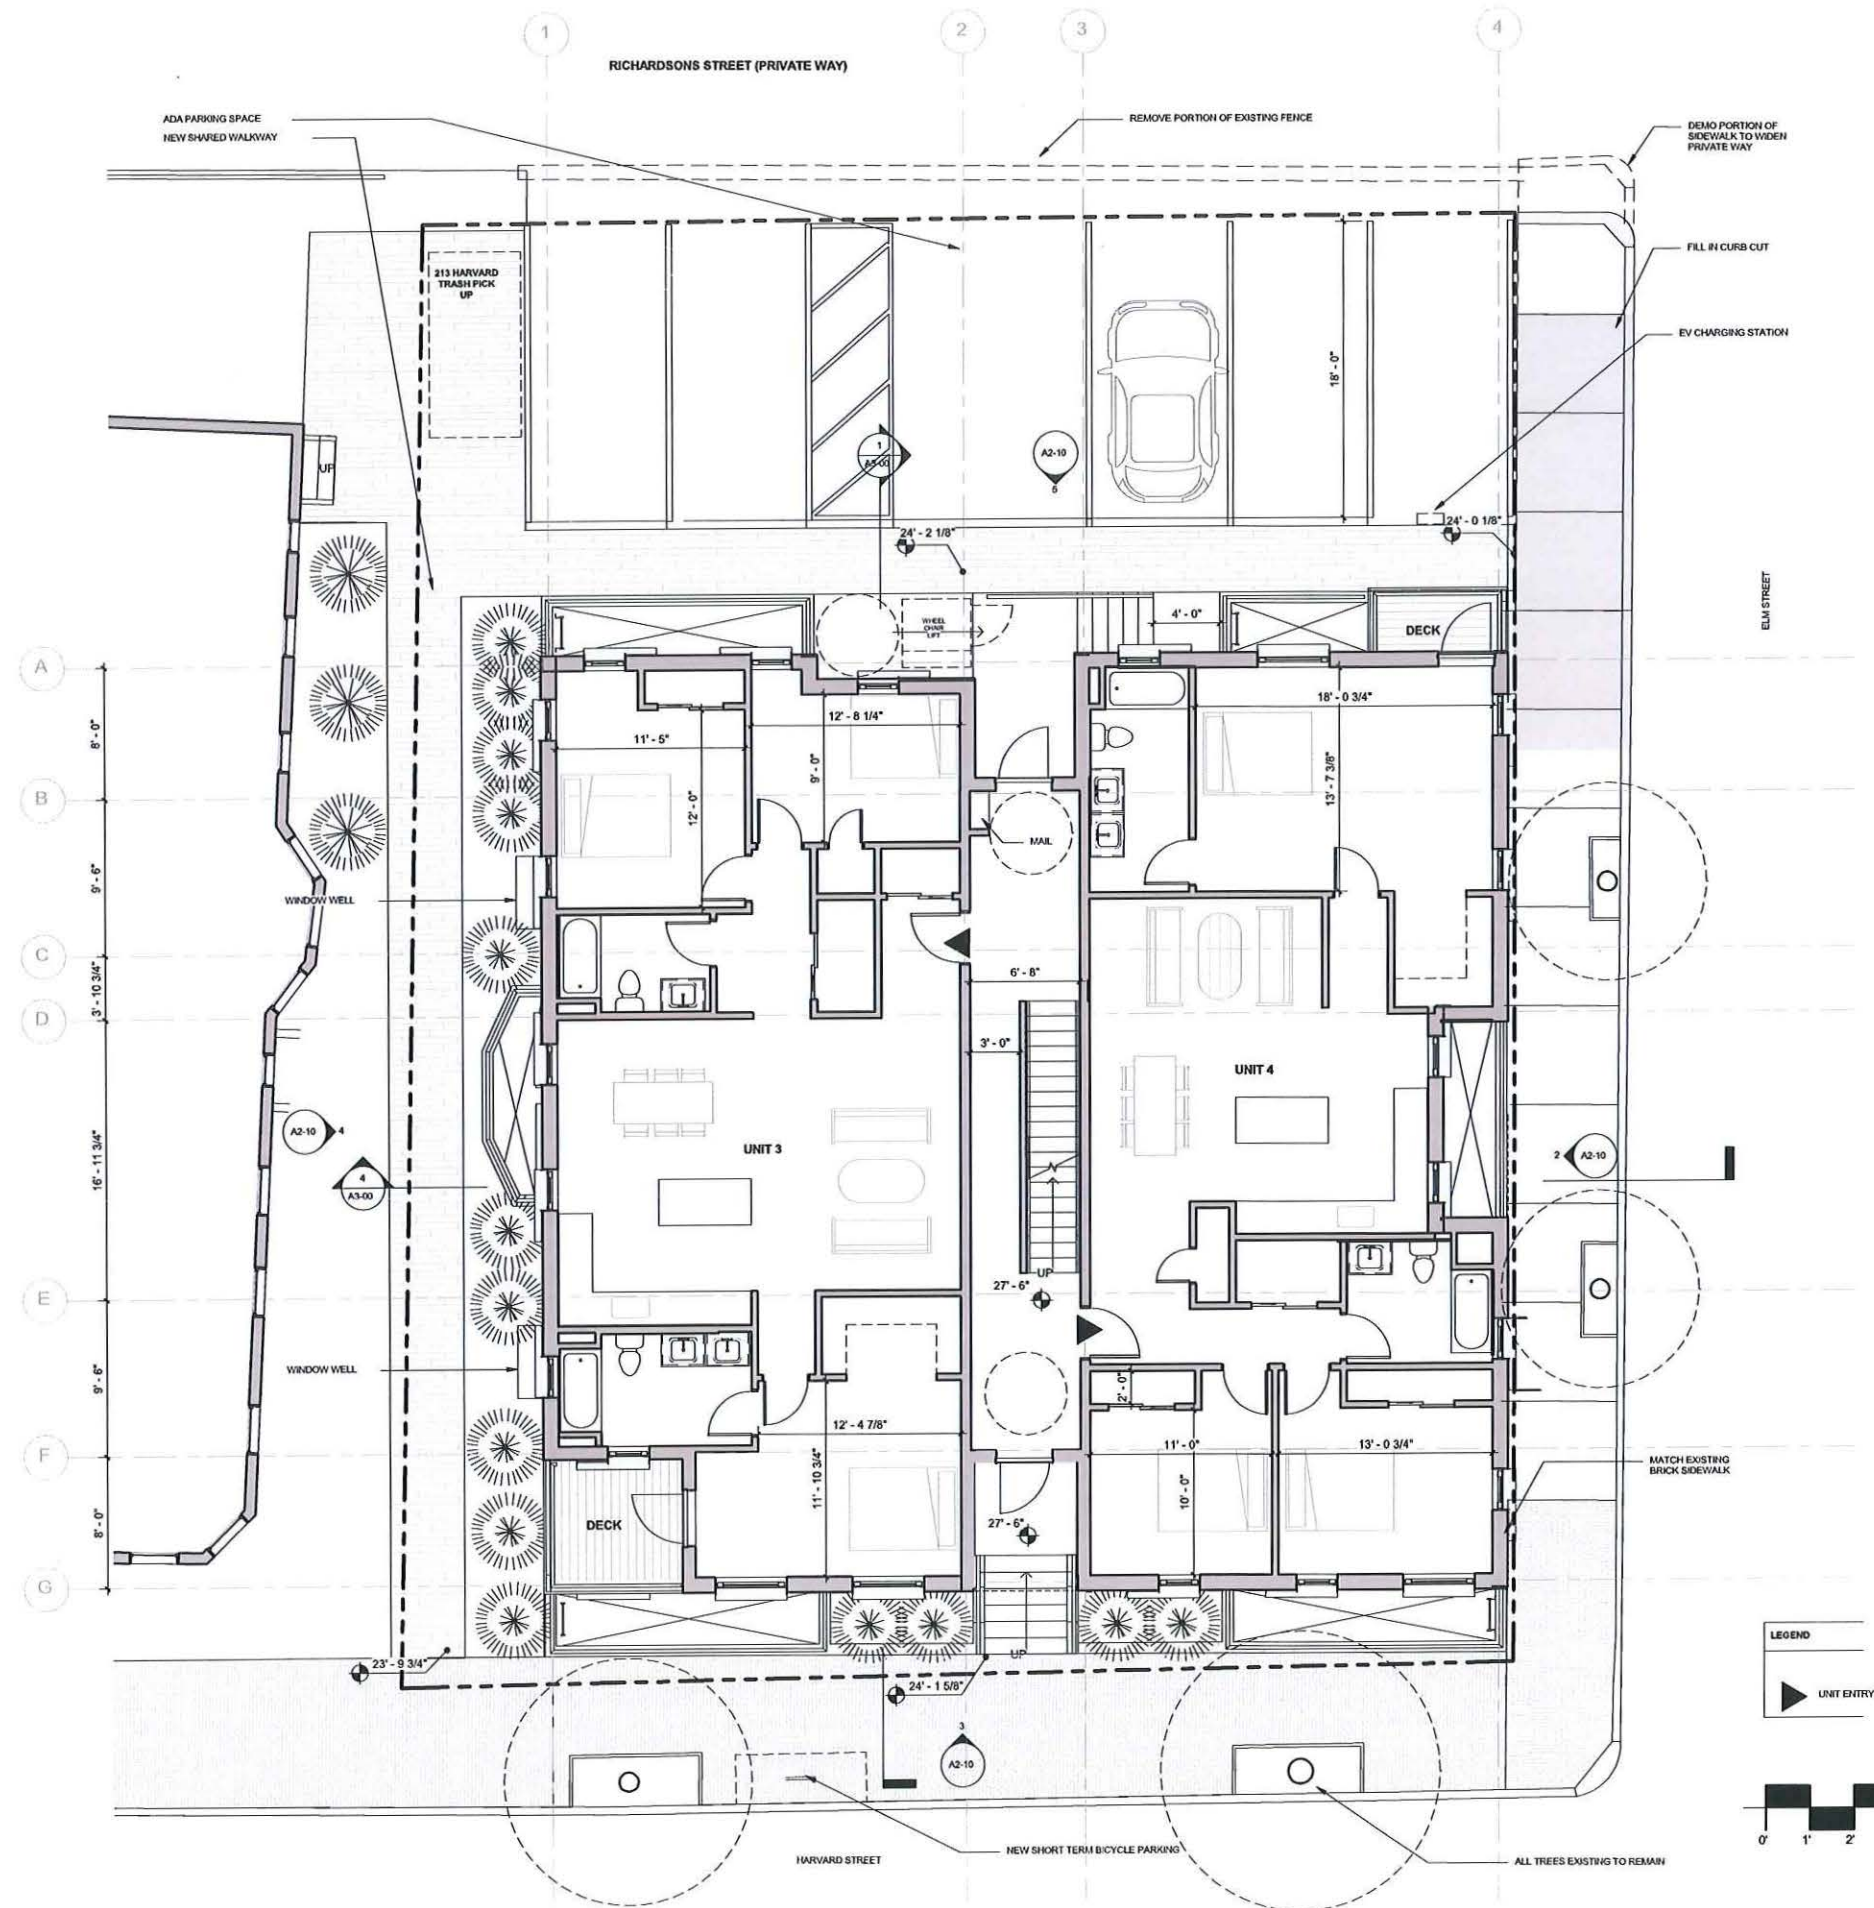 1
2
3
4
RICHARDSONS STREET (PRIVATE WAY)
ADA PARKING SPACE
NEW SHARED WALKWAY
REMOVE PORTION OF EXISTING FENCE
DEMO PORTION OF
SIDEWALK TO WIDEN
PRIVATE WAY
FILL IN CURB CUT
213 HARVARD
TRASH PICK
UP
EV CHARGING STATION
18' - 0"
1
A3-00
A2-10
6
UP
24' - 2 1/8"
24' - 0 1/8"
ELM STREET
WHEEL
CHAIR
LIFT
4' - 0"
DECK
A
8' - 0"
B
9' - 6"
C
3' - 10 3/4"
D
16' - 11 3/4"
E
9' - 6"
F
8' - 0"
G
11' - 5"
12' - 8 1/4"
9' - 0"
12' - 0"
18' - 0 3/4"
13' - 7 3/8"
MAIL
WINDOW WELL
6' - 8"
3' - 0"
UNIT 4
UNIT 3
A2-10
4
4
A3-00
2
A2-10
UP
27' - 6"
WINDOW WELL
2' - 0"
12' - 4 7/8"
11' - 10 3/4"
11' - 0"
10' - 0"
13' - 0 3/4"
MATCH EXISTING
BRICK SIDEWALK
DECK
27' - 6"
UP
23' - 9 3/4"
24' - 1 5/8"
3
A2-10
LEGEND
UNIT ENTRY
0'
1'
2'
NEW SHORT TERM BICYCLE PARKING
HARVARD STREET
ALL TREES EXISTING TO REMAIN